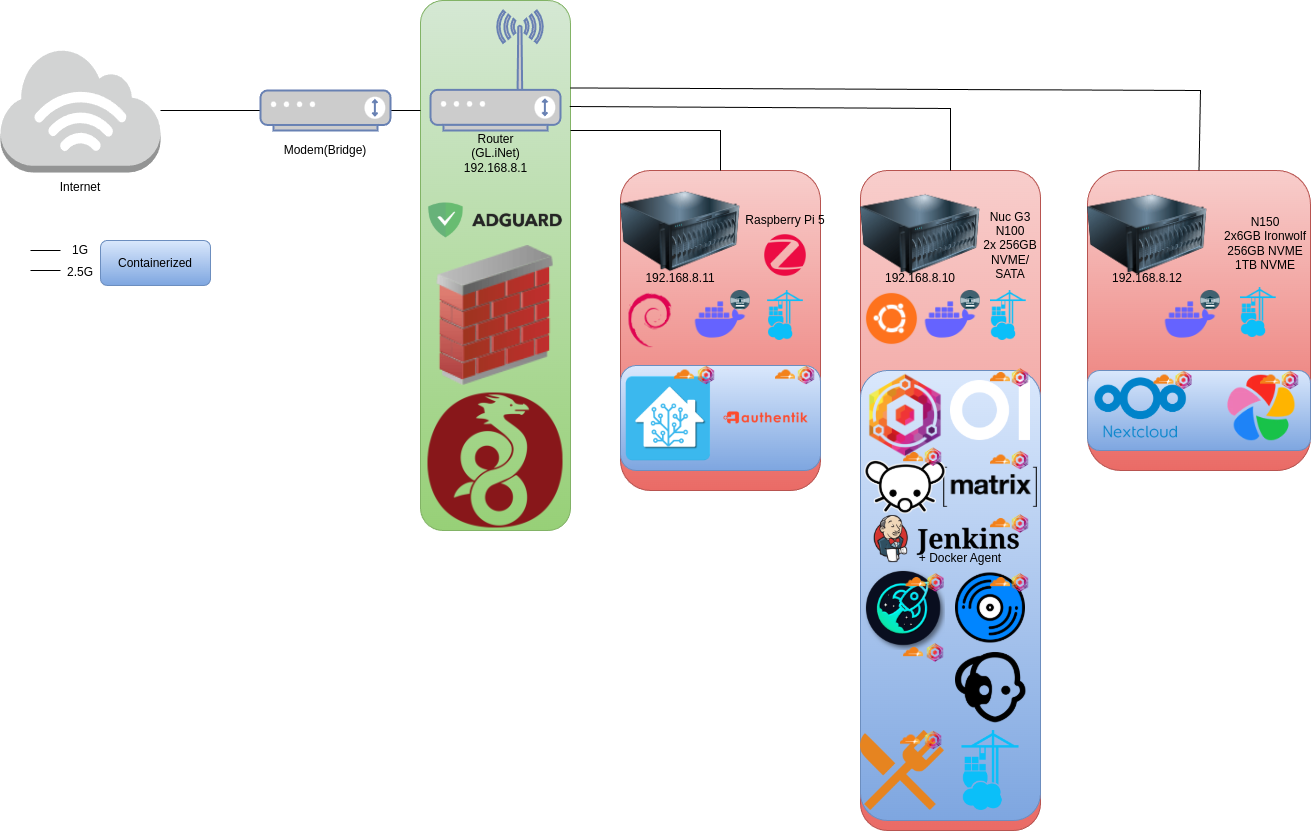 Internet
Modem(Bridge)
Router
(GL.iNet)
192.168.8.1
1G
2.5G
Containerized
ADGUARD
Raspberry Pi 5
192.168.8.11
authentik
Nuc G3
N100
2x 256GB
NVME/
SATA
192.168.8.10
OI
[matrix]
Jenkins
+ Docker Agent
N150
2x6GB Ironwolf
256GB NVME
1TB NVME
192.168.8.12
Nextcloud